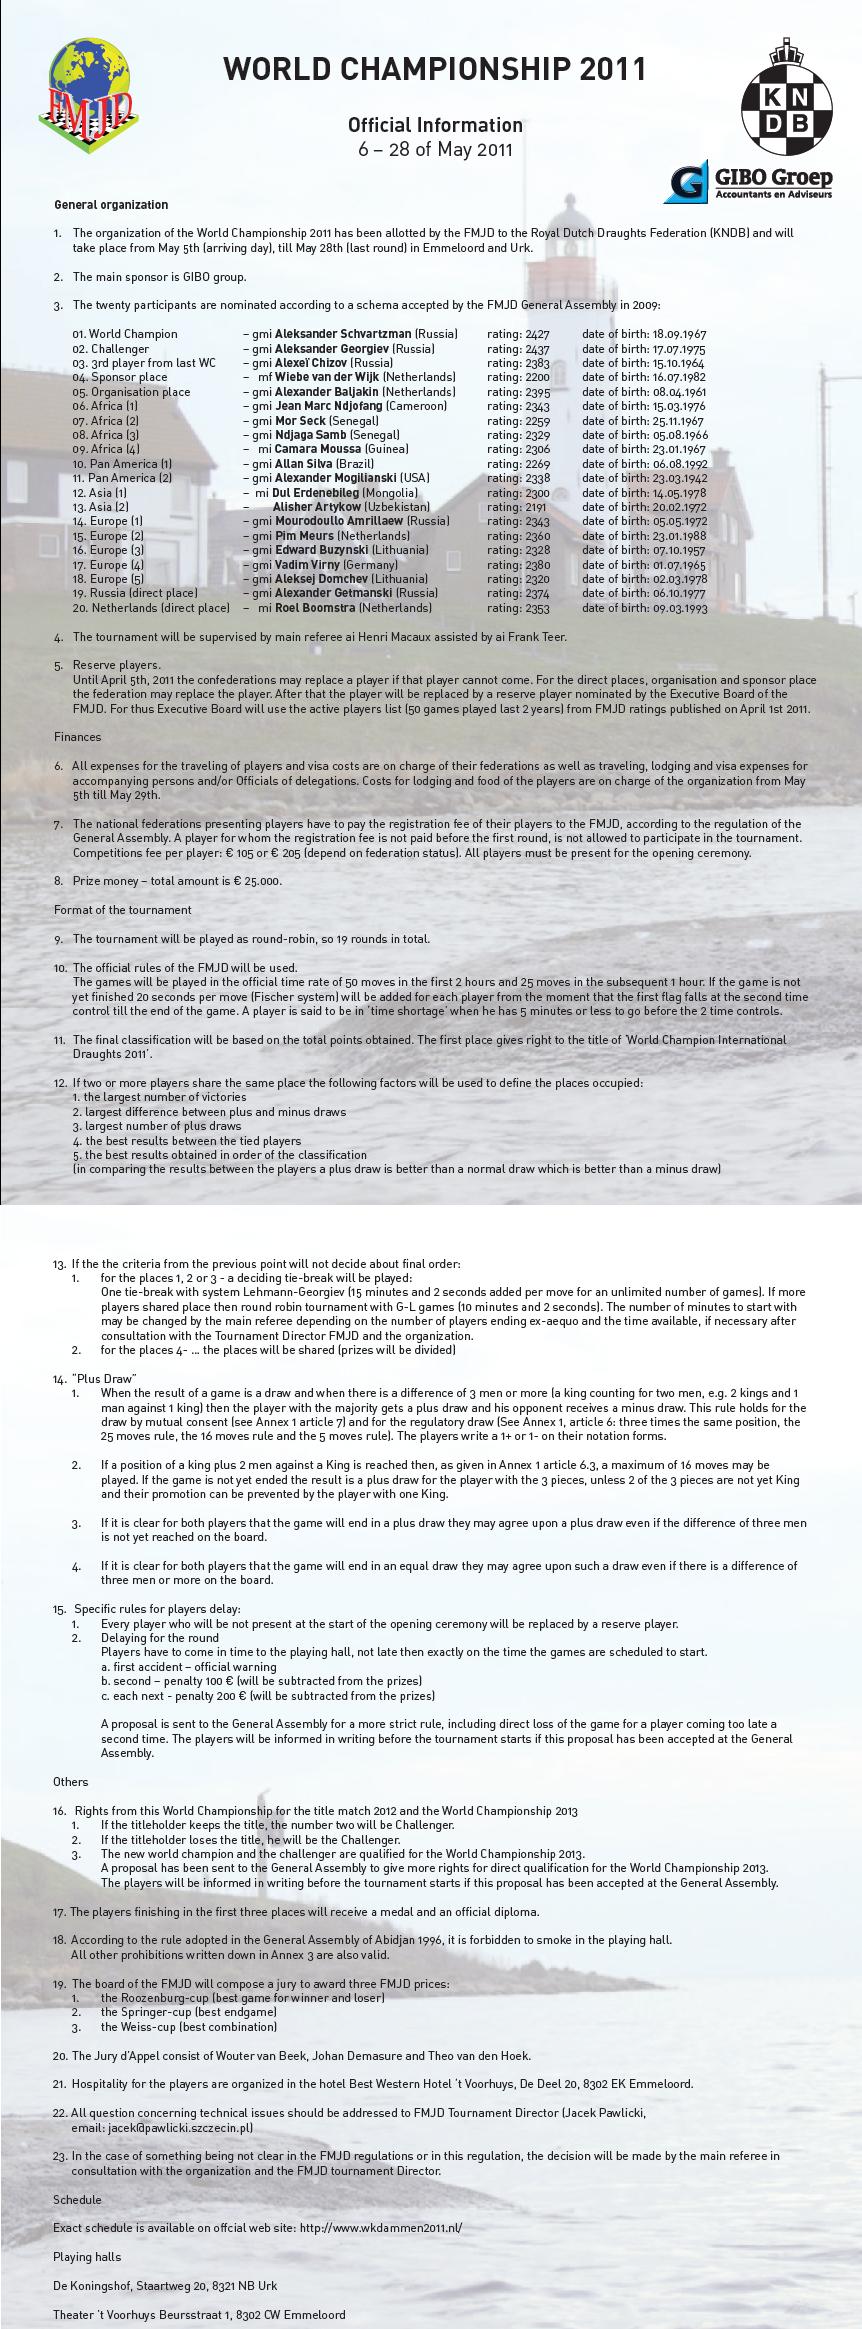 FMJD
WORLD CHAMPIONSHIP 2011
KNDB
Official Information
6 – 28 of May 2011
GIBO Groep
Accountants en Adviseurs
General organization
1. The organization of the World Championship 2011 has been allotted by the FMJD to the Royal Dutch Draughts Federation (KNDB) and will
take place from May 5th (arriving day), till May 28th (last round) in Emmeloord and Urk.
2. The main sponsor is GIBO group.
3. The twenty participants are nominated according to a schema accepted by the FMJD General Assembly in 2009:
01. World Champion – gmi Aleksander Schvartzman (Russia) rating: 2427 date of birth: 18.09.1967
02. Challenger – gmi Aleksander Georgiev (Russia) rating: 2437 date of birth: 17.07.1975
03. 3rd player from last WC – gmi Alexeï Chizov (Russia) rating: 2383 date of birth: 15.10.1964
04. Sponsor place – mf Wiebe van der Wijk (Netherlands) rating: 2200 date of birth: 16.07.1982
05. Organisation place – gmi Alexander Baljakin (Netherlands) rating: 2395 date of birth: 08.04.1961
06. Africa (1) – gmi Jean Marc Ndjofang (Cameroon) rating: 2343 date of birth: 15.03.1976
07. Africa (2) – gmi Mor Seck (Senegal) rating: 2259 date of birth: 25.11.1967
08. Africa (3) – gmi Ndjaga Samb (Senegal) rating: 2329 date of birth: 05.08.1966
09. Africa (4) – mi Camara Moussa (Guinea) rating: 2306 date of birth: 23.01.1967
10. Pan America (1) – gmi Allan Silva (Brazil) rating: 2269 date of birth: 06.08.1992
11. Pan America (2) – gmi Alexander Mogilianski (USA) rating: 2338 date of birth: 23.03.1942
12. Asia (1) – mi Dul Erdenebileg (Mongolia) rating: 2300 date of birth: 14.05.1978
13. Asia (2) – Alisher Artykow (Uzbekistan) rating: 2191 date of birth: 20.02.1972
14. Europe (1) – gmi Mourodoullo Amrillaew (Russia) rating: 2343 date of birth: 05.05.1972
15. Europe (2) – gmi Pim Meurs (Netherlands) rating: 2360 date of birth: 23.01.1988
16. Europe (3) – gmi Edward Buzynski (Lithuania) rating: 2328 date of birth: 07.10.1957
17. Europe (4) – gmi Vadim Virny (Germany) rating: 2380 date of birth: 01.07.1965
18. Europe (5) – gmi Aleksej Domchev (Lithuania) rating: 2320 date of birth: 02.03.1978
19. Russia (direct place) – gmi Alexander Getmanski (Russia) rating: 2374 date of birth: 06.10.1977
20. Netherlands (direct place) – mi Roel Boomstra (Netherlands) rating: 2353 date of birth: 09.03.1993
4. The tournament will be supervised by main referee ai Henri Macaux assisted by ai Frank Teer.
5. Reserve players.
Until April 5th, 2011 the confederations may replace a player if that player cannot come. For the direct places, organisation and sponsor place
the federation may replace the player. After that the player will be replaced by a reserve player nominated by the Executive Board of the
FMJD. For thus Executive Board will use the active players list (50 games played last 2 years) from FMJD ratings published on April 1st 2011.
Finances
6. All expenses for the traveling of players and visa costs are on charge of their federations as well as traveling, lodging and visa expenses for
accompanying persons and/or Officials of delegations. Costs for lodging and food of the players are on charge of the organization from May
5th till May 29th.
7. The national federations presenting players have to pay the registration fee of their players to the FMJD, according to the regulation of the
General Assembly. A player for whom the registration fee is not paid before the first round, is not allowed to participate in the tournament.
Competitions fee per player: € 105 or € 205 (depend on federation status). All players must be present for the opening ceremony.
8. Prize money – total amount is € 25.000.
Format of the tournament
9. The tournament will be played as round-robin, so 19 rounds in total.
10. The official rules of the FMJD will be used.
The games will be played in the official time rate of 50 moves in the first 2 hours and 25 moves in the subsequent 1 hour. If the game is not
yet finished 20 seconds per move (Fischer system) will be added for each player from the moment that the first flag falls at the second time
control till the end of the game. A player is said to be in 'time shortage' when he has 5 minutes or less to go before the 2 time controls.
11. The final classification will be based on the total points obtained. The first place gives right to the title of 'World Champion International
Draughts 2011'.
12. If two or more players share the same place the following factors will be used to define the places occupied:
1. the largest number of victories
2. largest difference between plus and minus draws
3. largest number of plus draws
4. the best results between the tied players
5. the best results obtained in order of the classification
(in comparing the results between the players a plus draw is better than a normal draw which is better than a minus draw)
13. If the the criteria from the previous point will not decide about final order:
1. for the places 1, 2 or 3 - a deciding tie-break will be played:
One tie-break with system Lehmann-Georgiev (15 minutes and 2 seconds added per move for an unlimited number of games). If more
players shared place then round robin tournament with G-L games (10 minutes and 2 seconds). The number of minutes to start with
may be changed by the main referee depending on the number of players ending ex-aequo and the time available, if necessary after
consultation with the Tournament Director FMJD and the organization.
2. for the places 4- ... the places will be shared (prizes will be divided)
14. "Plus Draw"
1. When the result of a game is a draw and when there is a difference of 3 men or more (a king counting for two men, e.g. 2 kings and 1
man against 1 king) then the player with the majority gets a plus draw and his opponent receives a minus draw. This rule holds for the
draw by mutual consent (see Annex 1 article 7) and for the regulatory draw (See Annex 1, article 6: three times the same position, the
25 moves rule, the 16 moves rule and the 5 moves rule). The players write a 1+ or 1- on their notation forms.
2. If a position of a king plus 2 men against a King is reached then, as given in Annex 1 article 6.3, a maximum of 16 moves may be
played. If the game is not yet ended the result is a plus draw for the player with the 3 pieces, unless 2 of the 3 pieces are not yet King
and their promotion can be prevented by the player with one King.
3. If it is clear for both players that the game will end in a plus draw they may agree upon a plus draw even if the difference of three men
is not yet reached on the board.
4. If it is clear for both players that the game will end in an equal draw they may agree upon such a draw even if there is a difference of
three men or more on the board.
15. Specific rules for players delay:
1. Every player who will be not present at the start of the opening ceremony will be replaced by a reserve player.
2. Delaying for the round
Players have to come in time to the playing hall, not late then exactly on the time the games are scheduled to start.
a. first accident – official warning
b. second – penalty 100 € (will be subtracted from the prizes)
c. each next - penalty 200 € (will be subtracted from the prizes)
A proposal is sent to the General Assembly for a more strict rule, including direct loss of the game for a player coming too late a
second time. The players will be informed in writing before the tournament starts if this proposal has been accepted at the General
Assembly.
Others
16. Rights from this World Championship for the title match 2012 and the World Championship 2013
1. If the titleholder keeps the title, the number two will be Challenger.
2. If the titleholder loses the title, he will be the Challenger.
3. The new world champion and the challenger are qualified for the World Championship 2013.
A proposal has been sent to the General Assembly to give more rights for direct qualification for the World Championship 2013.
The players will be informed in writing before the tournament starts if this proposal has been accepted at the General Assembly.
17. The players finishing in the first three places will receive a medal and an official diploma.
18. According to the rule adopted in the General Assembly of Abidjan 1996, it is forbidden to smoke in the playing hall.
All other prohibitions written down in Annex 3 are also valid.
19. The board of the FMJD will compose a jury to award three FMJD prices:
1. the Roozenburg-cup (best game for winner and loser)
2. the Springer-cup (best endgame)
3. the Weiss-cup (best combination)
20. The Jury d'Appel consist of Wouter van Beek, Johan Demasure and Theo van den Hoek.
21. Hospitality for the players are organized in the hotel Best Western Hotel 't Voorhuys, De Deel 20, 8302 EK Emmeloord.
22. All question concerning technical issues should be addressed to FMJD Tournament Director (Jacek Pawlicki,
email: jacek@pawlicki.szczecin.pl)
23. In the case of something being not clear in the FMJD regulations or in this regulation, the decision will be made by the main referee in
consultation with the organization and the FMJD tournament Director.
Schedule
Exact schedule is available on offcial web site: http://www.wkdammen2011.nl/
Playing halls
De Koningshof, Staartweg 20, 8321 NB Urk
Theater 't Voorhuys Beursstraat 1, 8302 CW Emmeloord